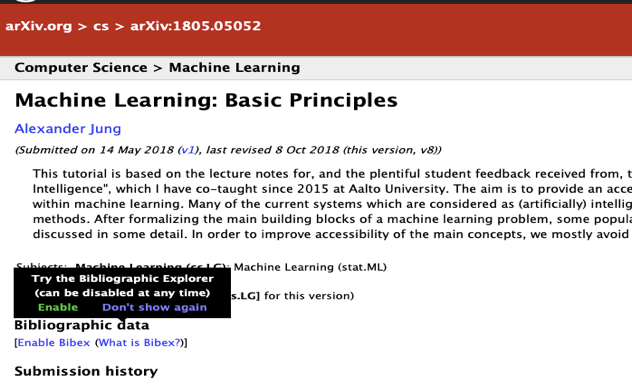 arXiv.org > cs > arXiv:1805.05052
Computer Science > Machine Learning
Machine Learning: Basic Principles
Alexander Jung
(Submitted on 14 May 2018 (v1), last revised 8 Oct 2018 (this version, v8))
This tutorial is based on the lecture notes for, and the plentiful student feedback received from,
Intelligence", which I have co-taught since 2015 at Aalto University. The aim is to provide an
within machine learning. Many of the current systems which are considered as (artificially)
methods. After formalizing the main building blocks of a machine learning problem, some
discussed in some detail. In order to improve accessibility of the main concepts, we mostly avoid
Subjects: Machine Learning (cs.LG); Machine Learning (stat.ML)
Try the Bibliographic Explorer
(can be disabled at any time)
Enable Don't show again
s.LG] for this version)
Bibliographic data
[Enable Bibex (What is Bibex?)]
Submission history